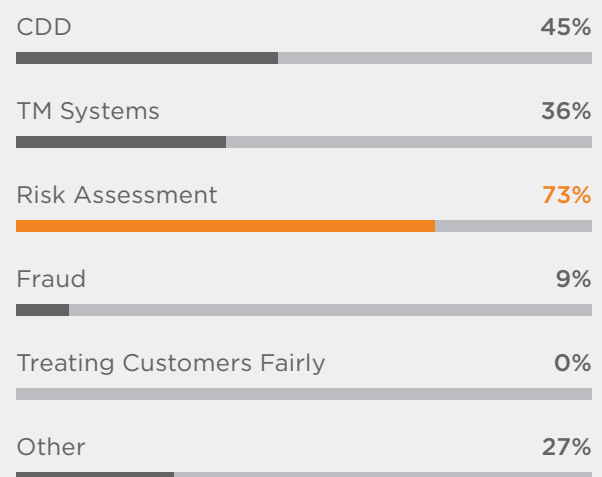 CDD 45%
TM Systems 36%
Risk Assessment 73%
Fraud 9%
Treating Customers Fairly 0%
Other 27%